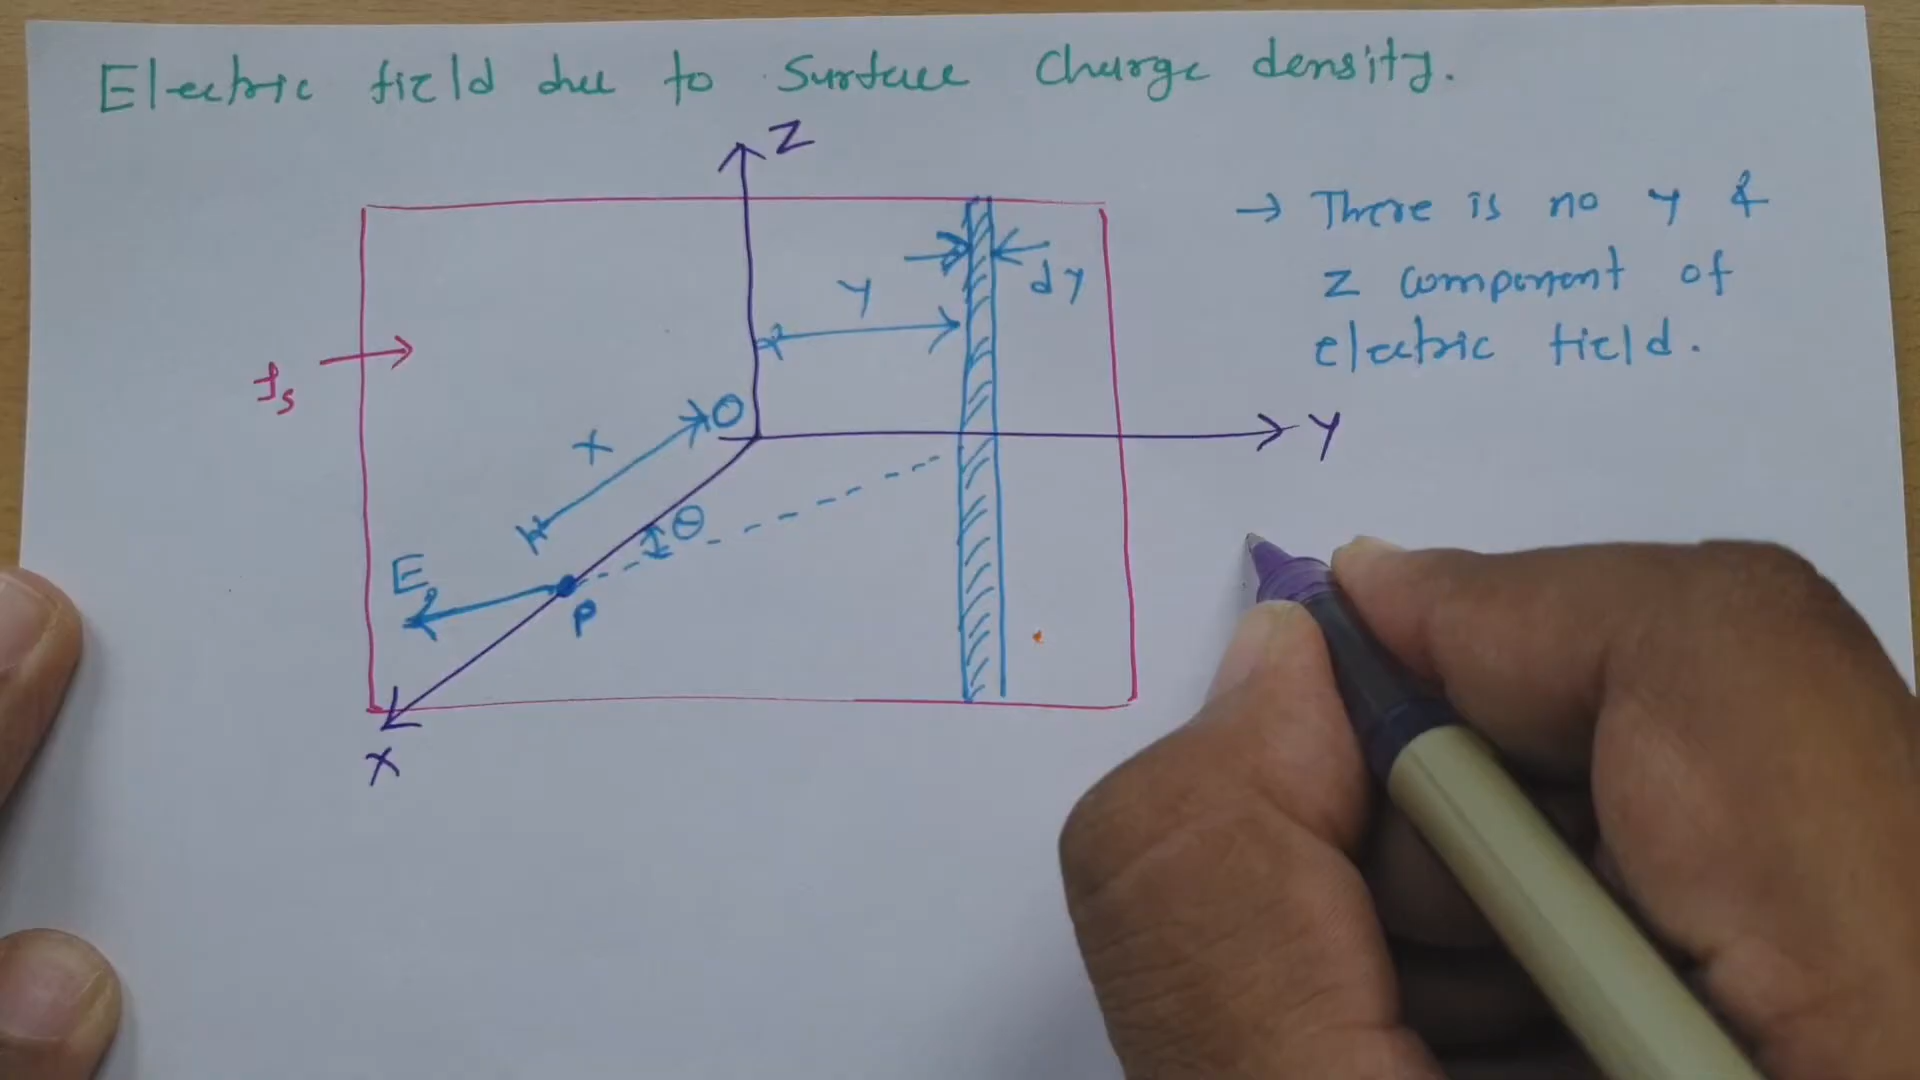 Electric field due to Surface Charge density.
Z
→ There is no y &
z component of
electric field.
y
dy
ρs
x
O
Y
θ
E
P
X